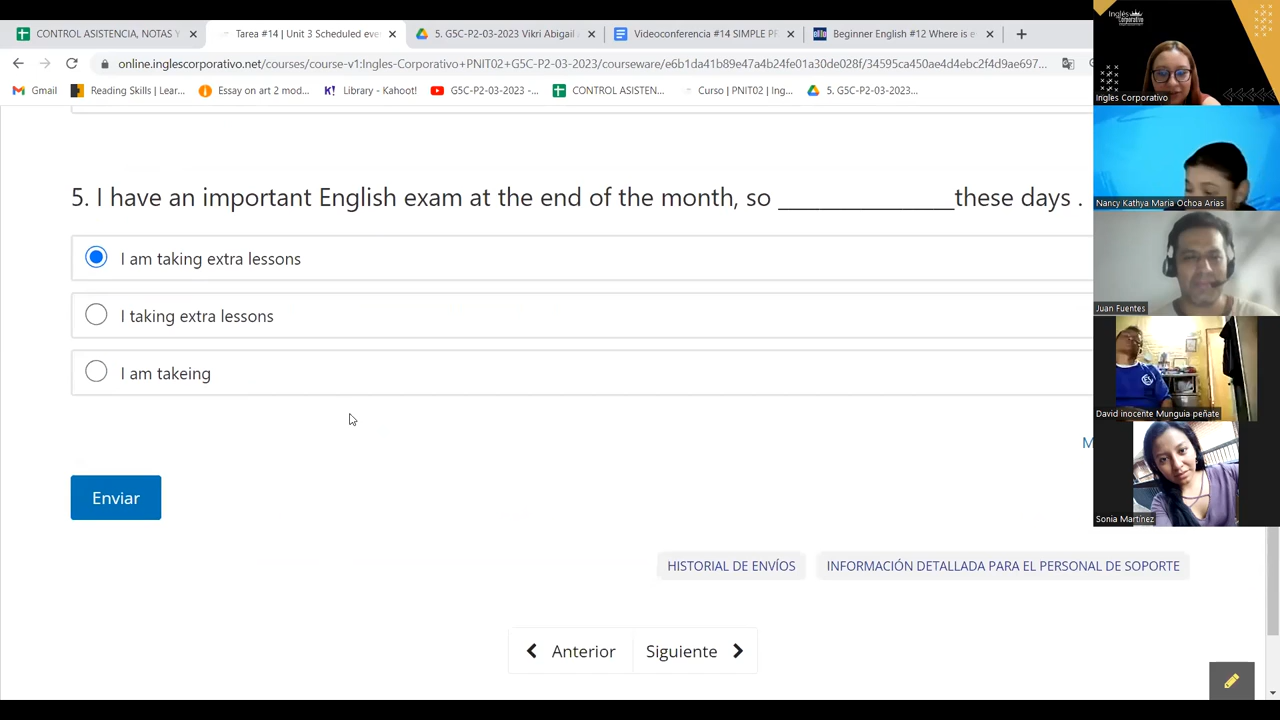 CONTROL ASISTENCIA, NOTAS Y
Tarea #14 | Unit 3 Scheduled eve
G5C-P2-03-2023 Vikri Abigail
Videoconferencia #14 SIMPLE PR
Beginner English #12 Where is e
online.inglescorporativo.net/courses/course-v1:Ingles-Corporativo+PNIT02+G5C-P2-03-2023/courseware/e6b1da41b89e47a4b24fe01a30de028f/34595ca450ae4d4ebc2f4d9ae697...
Gmail
Reading Skills | Lear...
Essay on art 2 mod...
Library - Kahoot!
G5C-P2-03-2023 -...
CONTROL ASISTEN...
Curso | PNIT02 | Ing...
5. G5C-P2-03-2023...
5. I have an important English exam at the end of the month, so ________________these days .
I am taking extra lessons
I taking extra lessons
I am takeing
Enviar
HISTORIAL DE ENVÍOS
INFORMACIÓN DETALLADA PARA EL PERSONAL DE SOPORTE
Anterior
Siguiente
Inglés
Corporativo
Ingles Corporativo
Nancy Kathya Maria Ochoa Arias
Juan Fuentes
David inocente Munguia peñate
Sonia Martínez